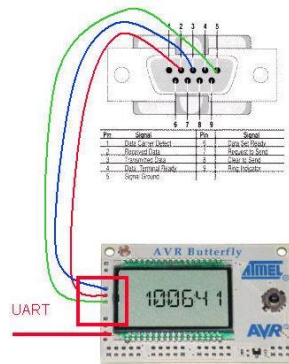 1 2 3 4 5
6 7 8 9
Pin Signal Pin Signal
1 Data Carrier Detect 6 Data Set Ready
2 Received Data 7 Request to Send
3 Transmitted Data 8 Clear to Send
4 Data Terminal Ready 9 Ring Indicator
5 Signal Ground
AVR Butterfly
ATMEL
100641
UART
AVR